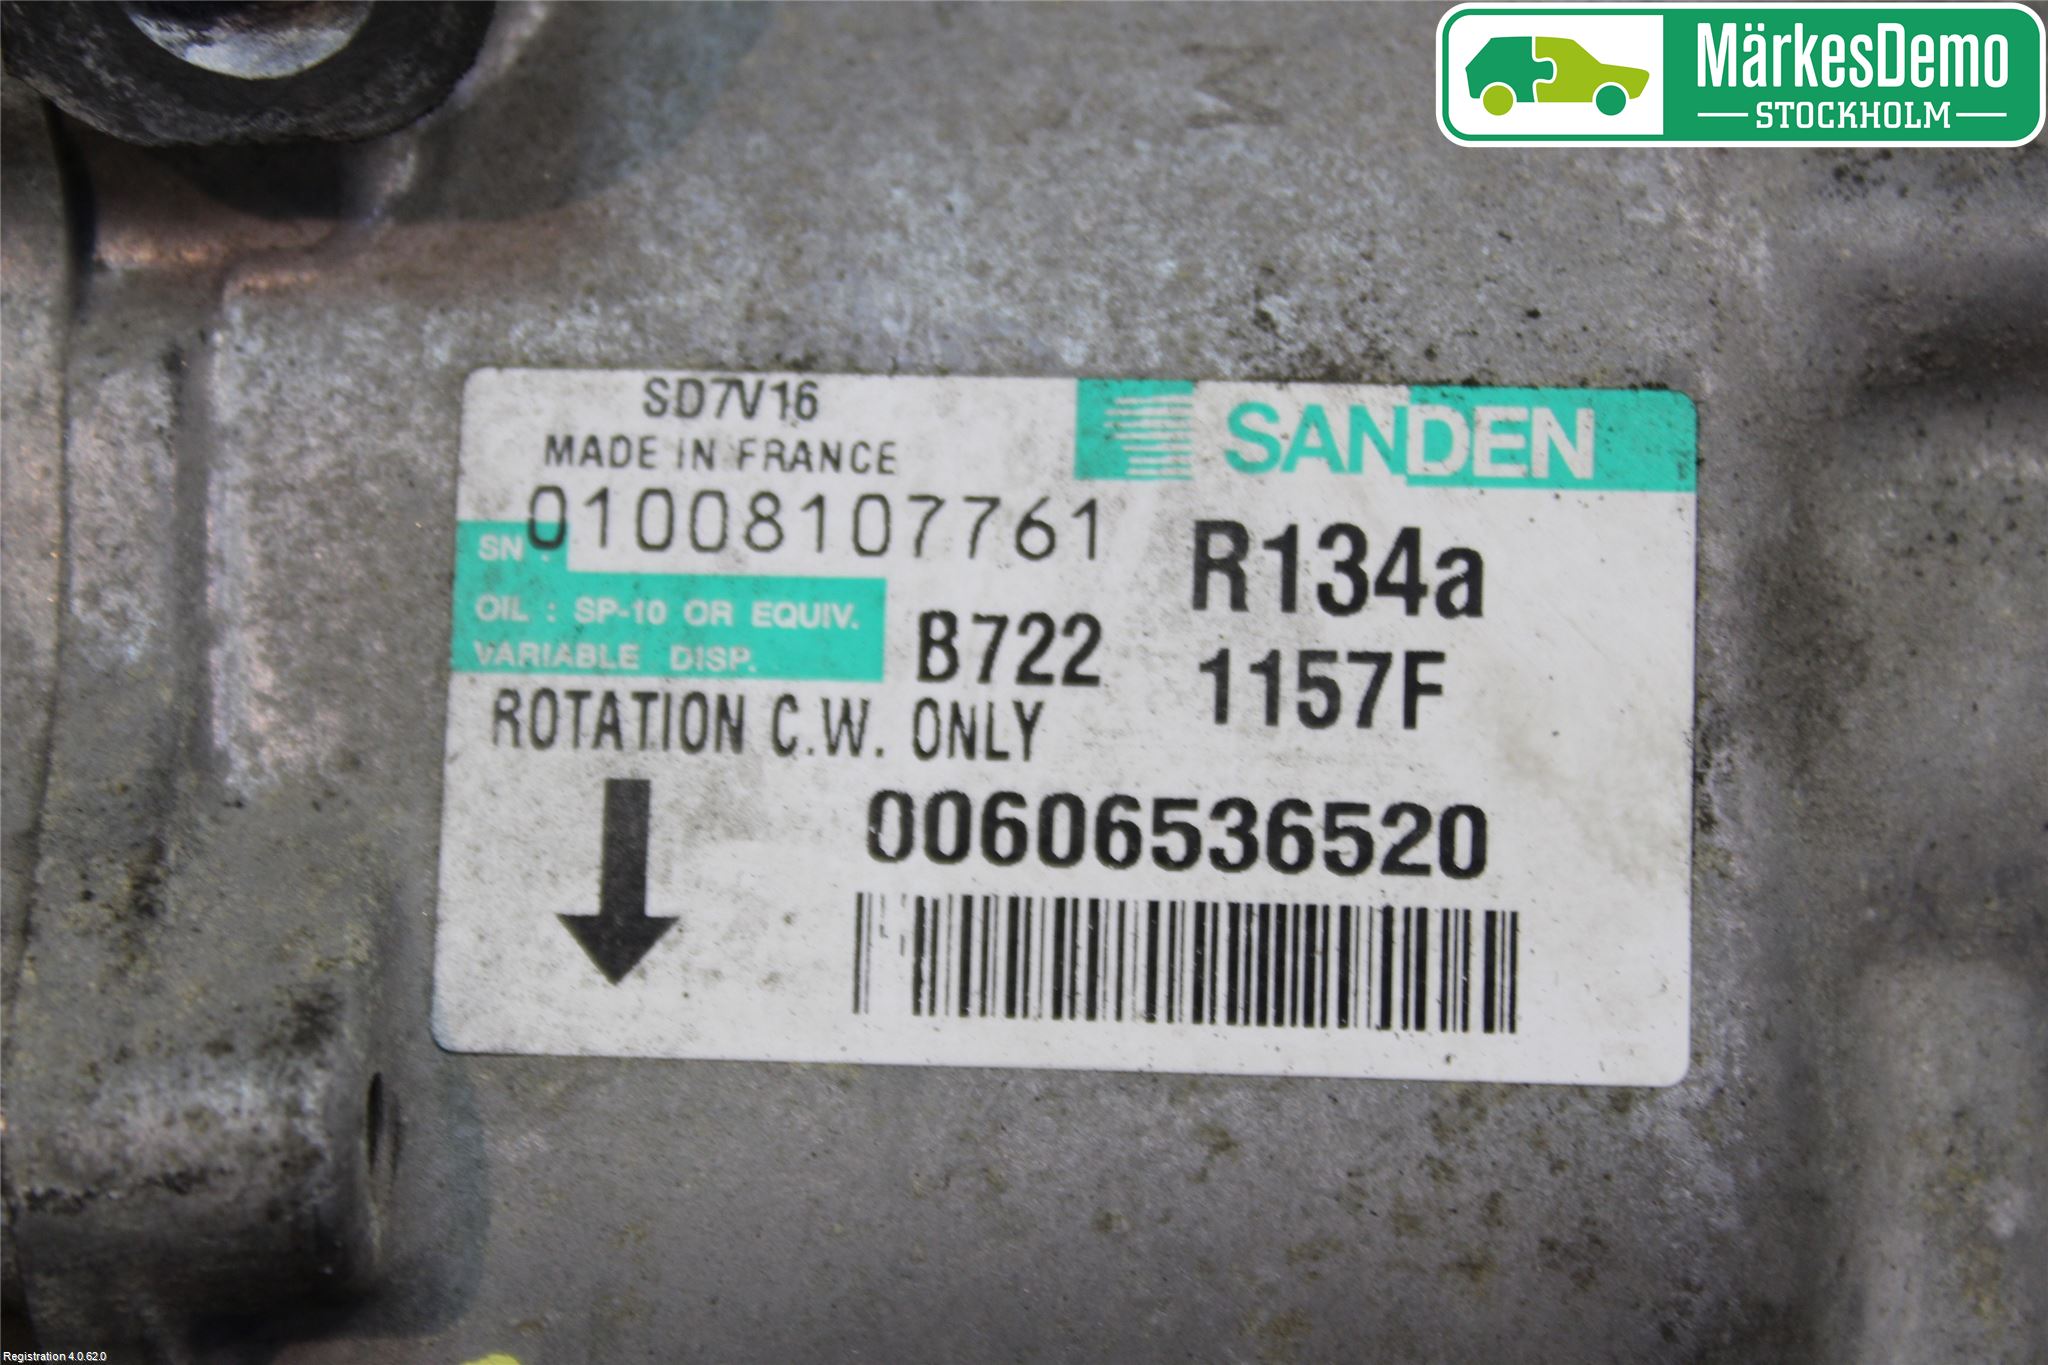 MärkesDemo
STOCKHOLM
SD7V16
MADE IN FRANCE
SANDEN
SN : 01008107761
R134a
OIL : SP-10 OR EQUIV.
VARIABLE DISP.
B722
1157F
ROTATION C.W. ONLY
00606536520
Registration 4.0.62.0